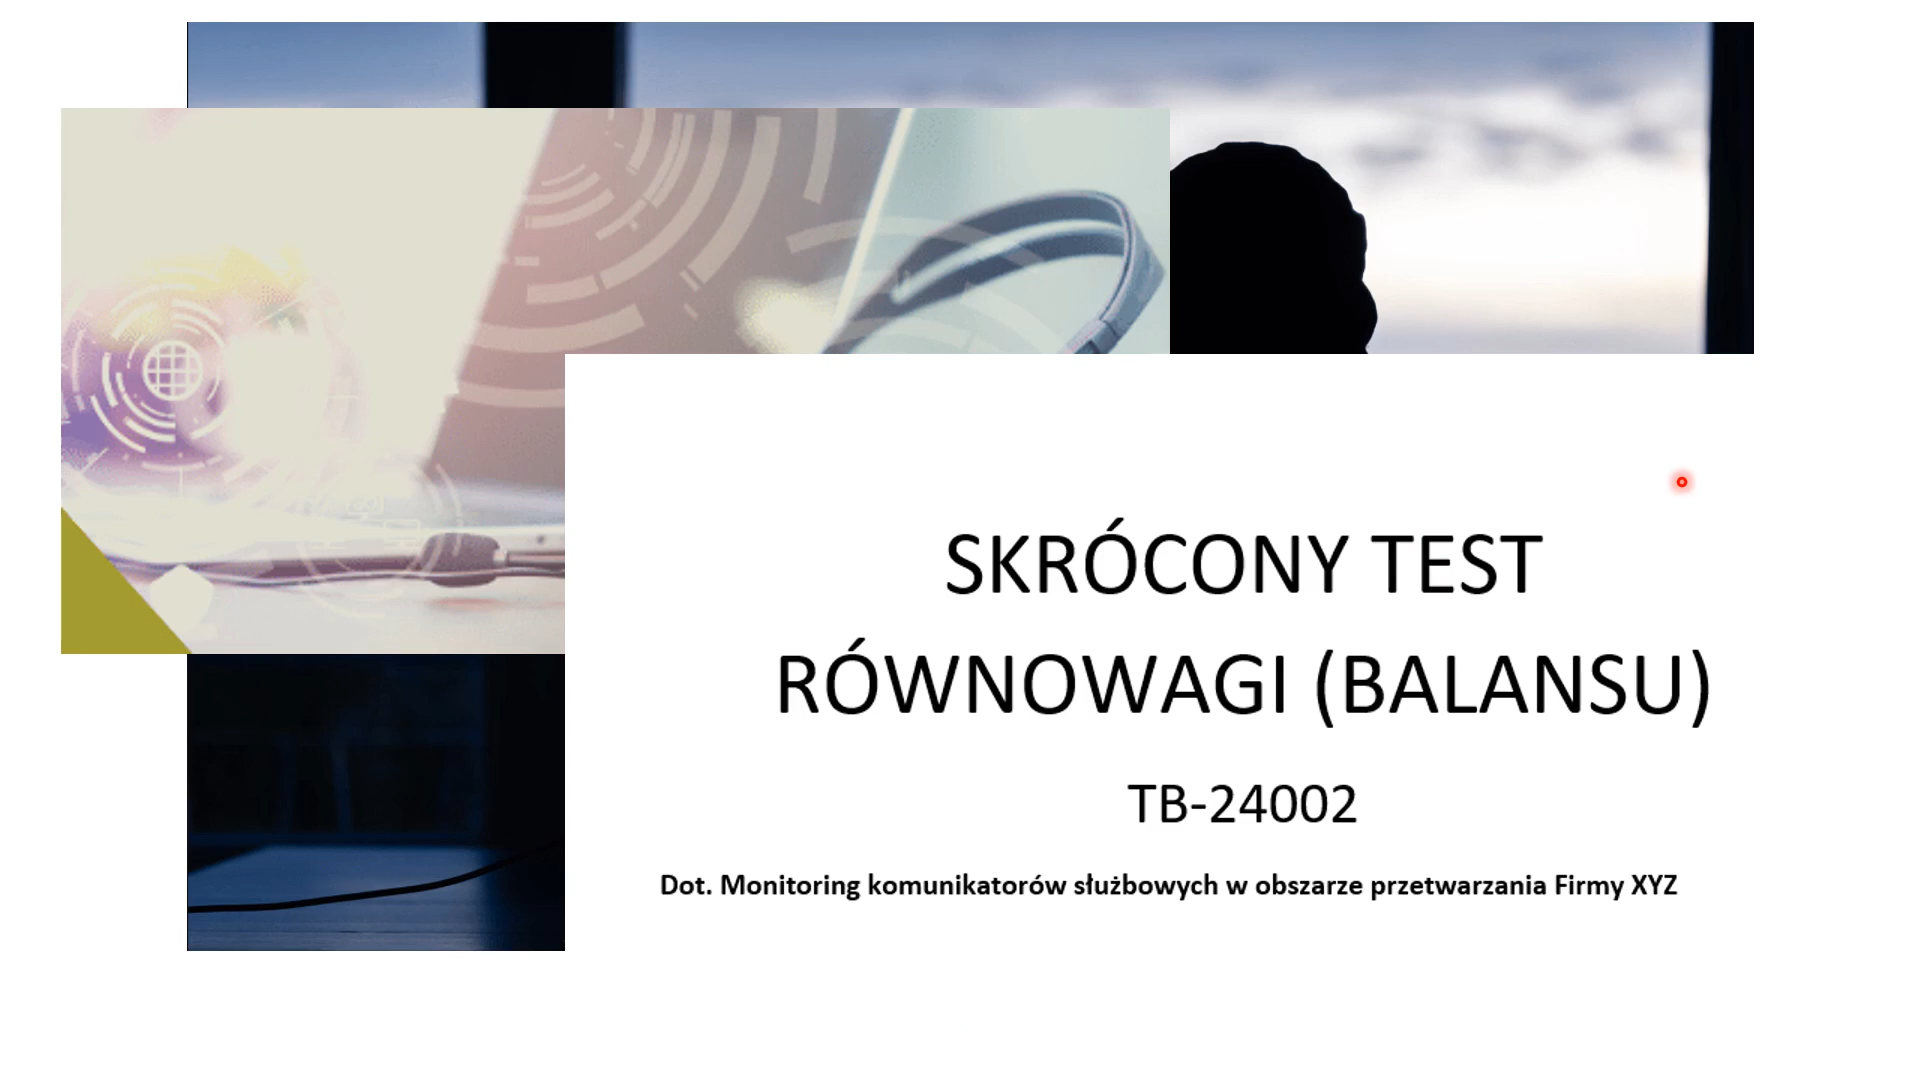 SKRÓCONY TEST
RÓWNOWAGI (BALANSU)
TB-24002
Dot. Monitoring komunikatorów służbowych w obszarze przetwarzania Firmy XYZ